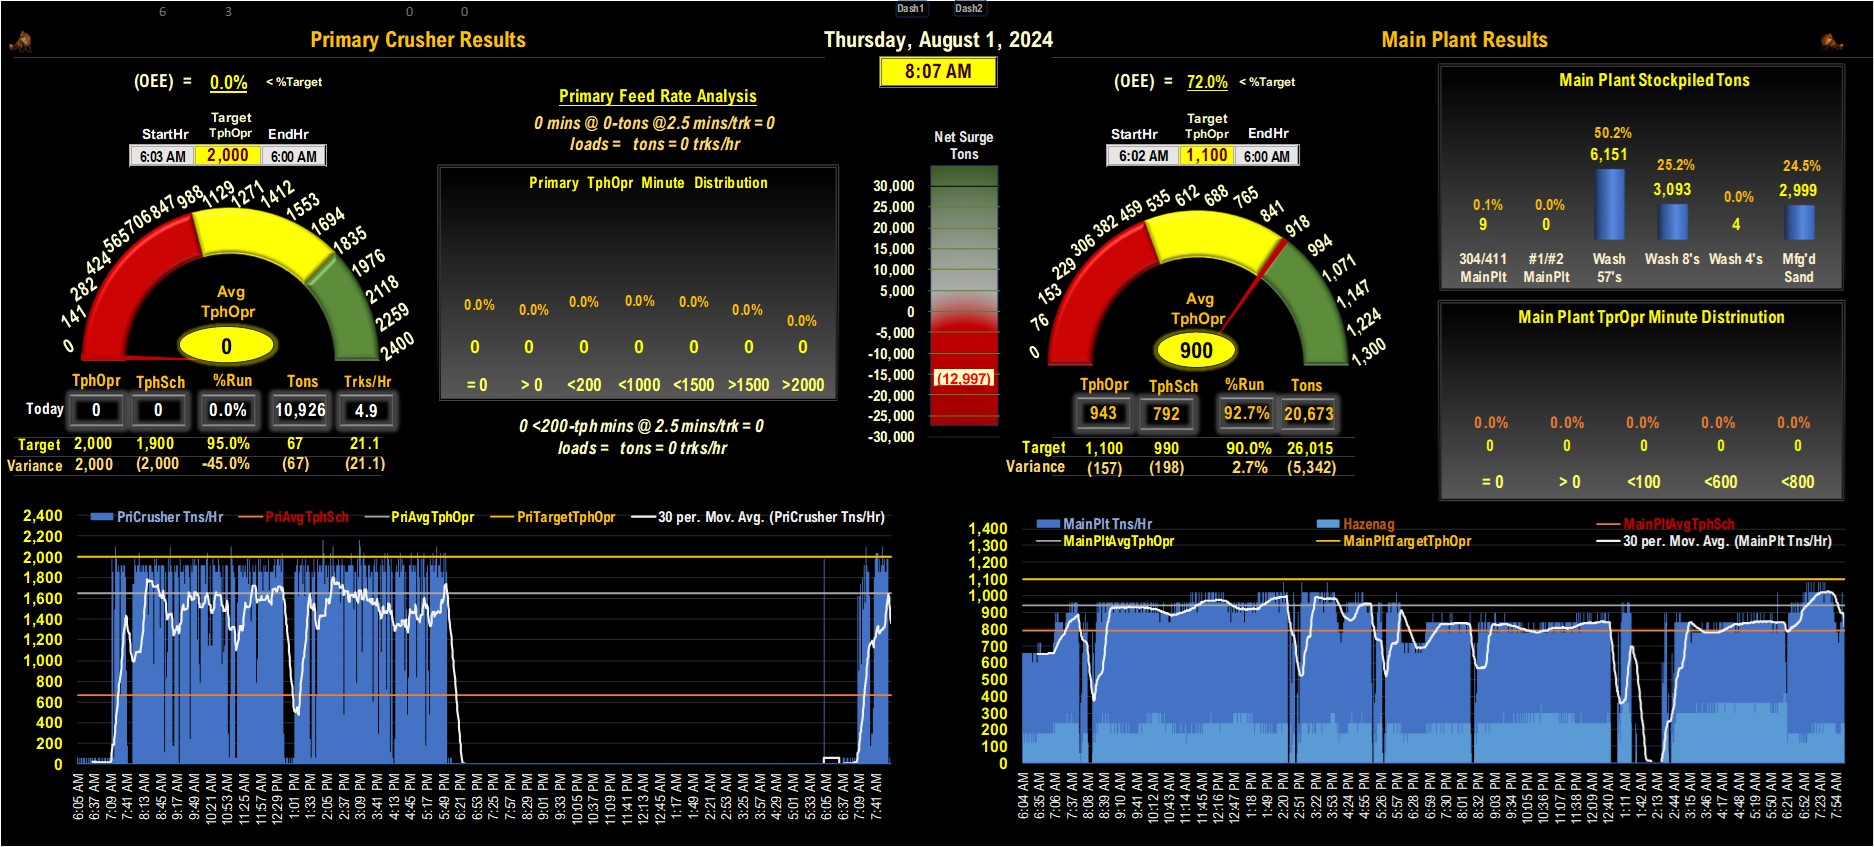 6 3 0 0 Dash1 Dash2
Primary Crusher Results
Thursday, August 1, 2024
Main Plant Results
8:07 AM
(OEE) = 0.0% < %Target
Target
StartHr TphOpr EndHr
6:03 AM 2,000 6:00 AM
0 141 282 424 565 706 847 988 1129 1271 1412 1553 1694 1835 1976 2118 2259 2400
Avg
TphOpr
0
TphOpr TphSch %Run Tons Trks/Hr
Today 0 0 0.0% 10,926 4.9
Target 2,000 1,900 95.0% 67 21.1
Variance 2,000 (2,000 -45.0% (67) (21.1)
Primary Feed Rate Analysis
0 mins @ 0-tons @2.5 mins/trk = 0
loads = tons = 0 trks/hr
Primary TphOpr Minute Distribution
0.0% 0.0% 0.0% 0.0% 0.0% 0.0% 0.0%
0 0 0 0 0 0 0
= 0 > 0 <200 <1000 <1500 >1500 >2000
0 <200-tph mins @ 2.5 mins/trk = 0
loads = tons = 0 trks/hr
Net Surge
Tons
30,000
25,000
20,000
15,000
10,000
5,000
0
-5,000
-10,000
-15,000
(12,997)
-20,000
-25,000
-30,000
(OEE) = 72.0% < %Target
Target
StartHr TphOpr EndHr
6:02 AM 1,100 6:00 AM
0 76 153 229 306 382 459 535 612 688 765 841 918 994 1,071 1,147 1,224 1,300
Avg
TphOpr
900
TphOpr TphSch %Run Tons
943 792 92.7% 20,673
Target 1,100 990 90.0% 26,015
Variance (157) (198) 2.7% (5,342)
Main Plant Stockpiled Tons
0.1% 0.0% 50.2% 25.2% 0.0% 24.5%
9 0 6,151 3,093 4 2,999
304/411 #1/#2 Wash Wash 8's Wash 4's Mfg'd
MainPlt MainPlt 57's Sand
Main Plant TprOpr Minute Distrinution
0.0% 0.0% 0.0% 0.0% 0.0%
0 0 0 0 0
= 0 > 0 <100 <600 <800
PriCrusher Tns/Hr PriAvgTphSch PriAvgTphOpr PriTargetTphOpr 30 per. Mov. Avg. (PriCrusher Tns/Hr)
2,400
2,200
2,000
1,800
1,600
1,400
1,200
1,000
800
600
400
200
0
6:05 AM 6:37 AM 7:09 AM 7:41 AM 8:13 AM 8:45 AM 9:17 AM 9:49 AM 10:21 AM 10:53 AM 11:25 AM 11:57 AM 12:29 PM 1:01 PM 1:33 PM 2:05 PM 2:37 PM 3:09 PM 3:41 PM 4:13 PM 4:45 PM 5:17 PM 5:49 PM 6:21 PM 6:53 PM 7:25 PM 7:57 PM 8:29 PM 9:01 PM 9:33 PM 10:05 PM 10:37 PM 11:09 PM 11:41 PM 12:13 AM 12:45 AM 1:17 AM 1:49 AM 2:21 AM 2:53 AM 3:25 AM 3:57 AM 4:29 AM 5:01 AM 5:33 AM 6:05 AM 6:37 AM 7:09 AM 7:41 AM
MainPlt Tns/Hr Hazenag MainPltAvgTphSch
MainPltAvgTphOpr MainPltTargetTphOpr 30 per. Mov. Avg. (MainPlt Tns/Hr)
1,400
1,300
1,200
1,100
1,000
900
800
700
600
500
400
300
200
100
0
6:04 AM 6:35 AM 7:06 AM 7:37 AM 8:08 AM 8:39 AM 9:10 AM 9:41 AM 10:12 AM 10:43 AM 11:14 AM 11:45 AM 12:16 PM 12:47 PM 1:18 PM 1:49 PM 2:20 PM 2:51 PM 3:22 PM 3:53 PM 4:24 PM 4:55 PM 5:26 PM 5:57 PM 6:28 PM 6:59 PM 7:30 PM 8:01 PM 8:32 PM 9:03 PM 9:34 PM 10:05 PM 10:36 PM 11:07 PM 11:38 PM 12:09 AM 12:40 AM 1:11 AM 1:42 AM 2:13 AM 2:44 AM 3:15 AM 3:46 AM 4:17 AM 4:48 AM 5:19 AM 5:50 AM 6:21 AM 6:52 AM 7:23 AM 7:54 AM